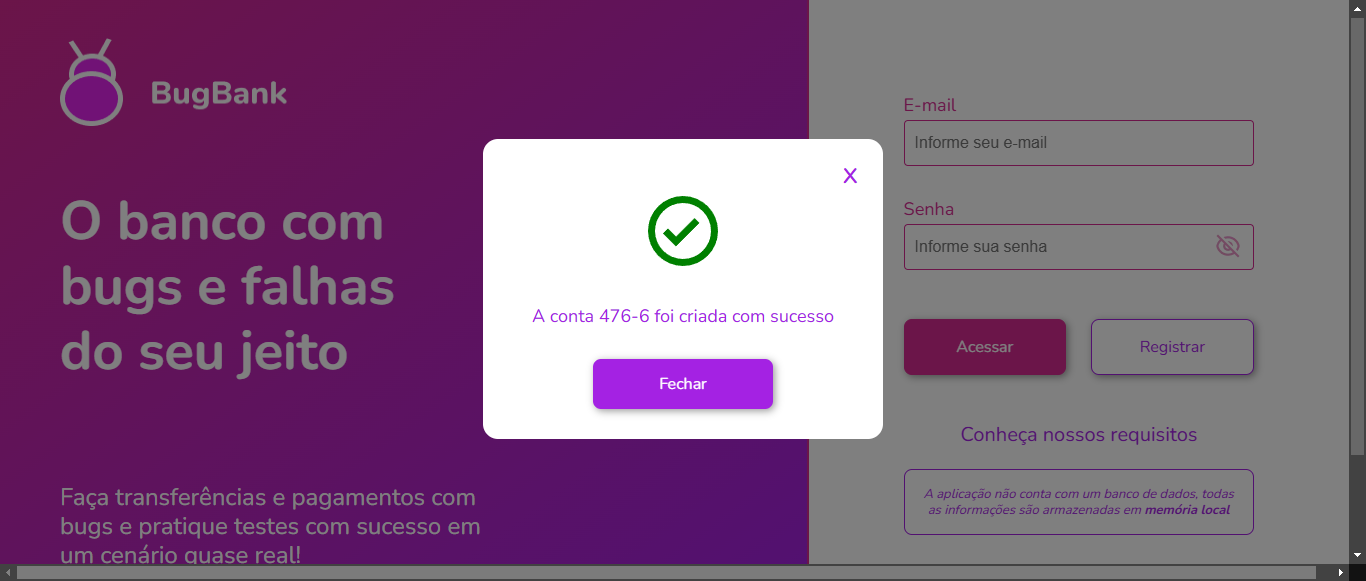 BugBank
O banco com
bugs e falhas
do seu jeito
Faça transferências e pagamentos com
bugs e pratique testes com sucesso em
um cenário quase real!
X
A conta 476-6 foi criada com sucesso
Fechar
E-mail
Informe seu e-mail
Senha
Informe sua senha
Acessar
Registrar
Conheça nossos requisitos
A aplicação não conta com um banco de dados, todas
as informações são armazenadas em memória local